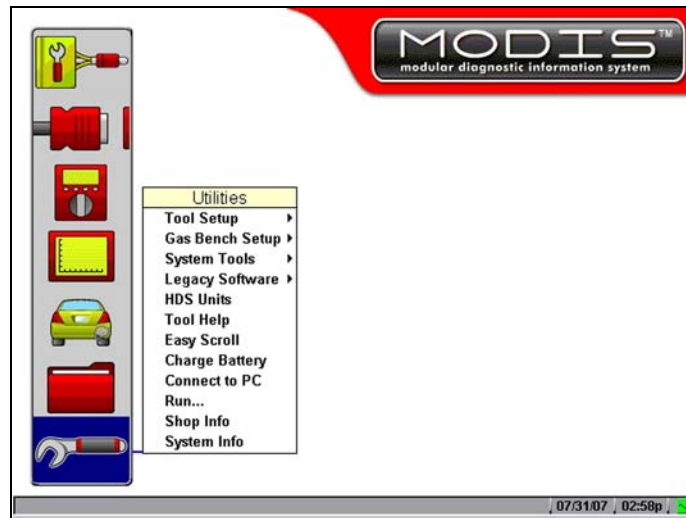 MODIS™
modular diagnostic information system
Utilities
Tool Setup
Gas Bench Setup
System Tools
Legacy Software
HDS Units
Tool Help
Easy Scroll
Charge Battery
Connect to PC
Run...
Shop Info
System Info
07/31/07 02:58p